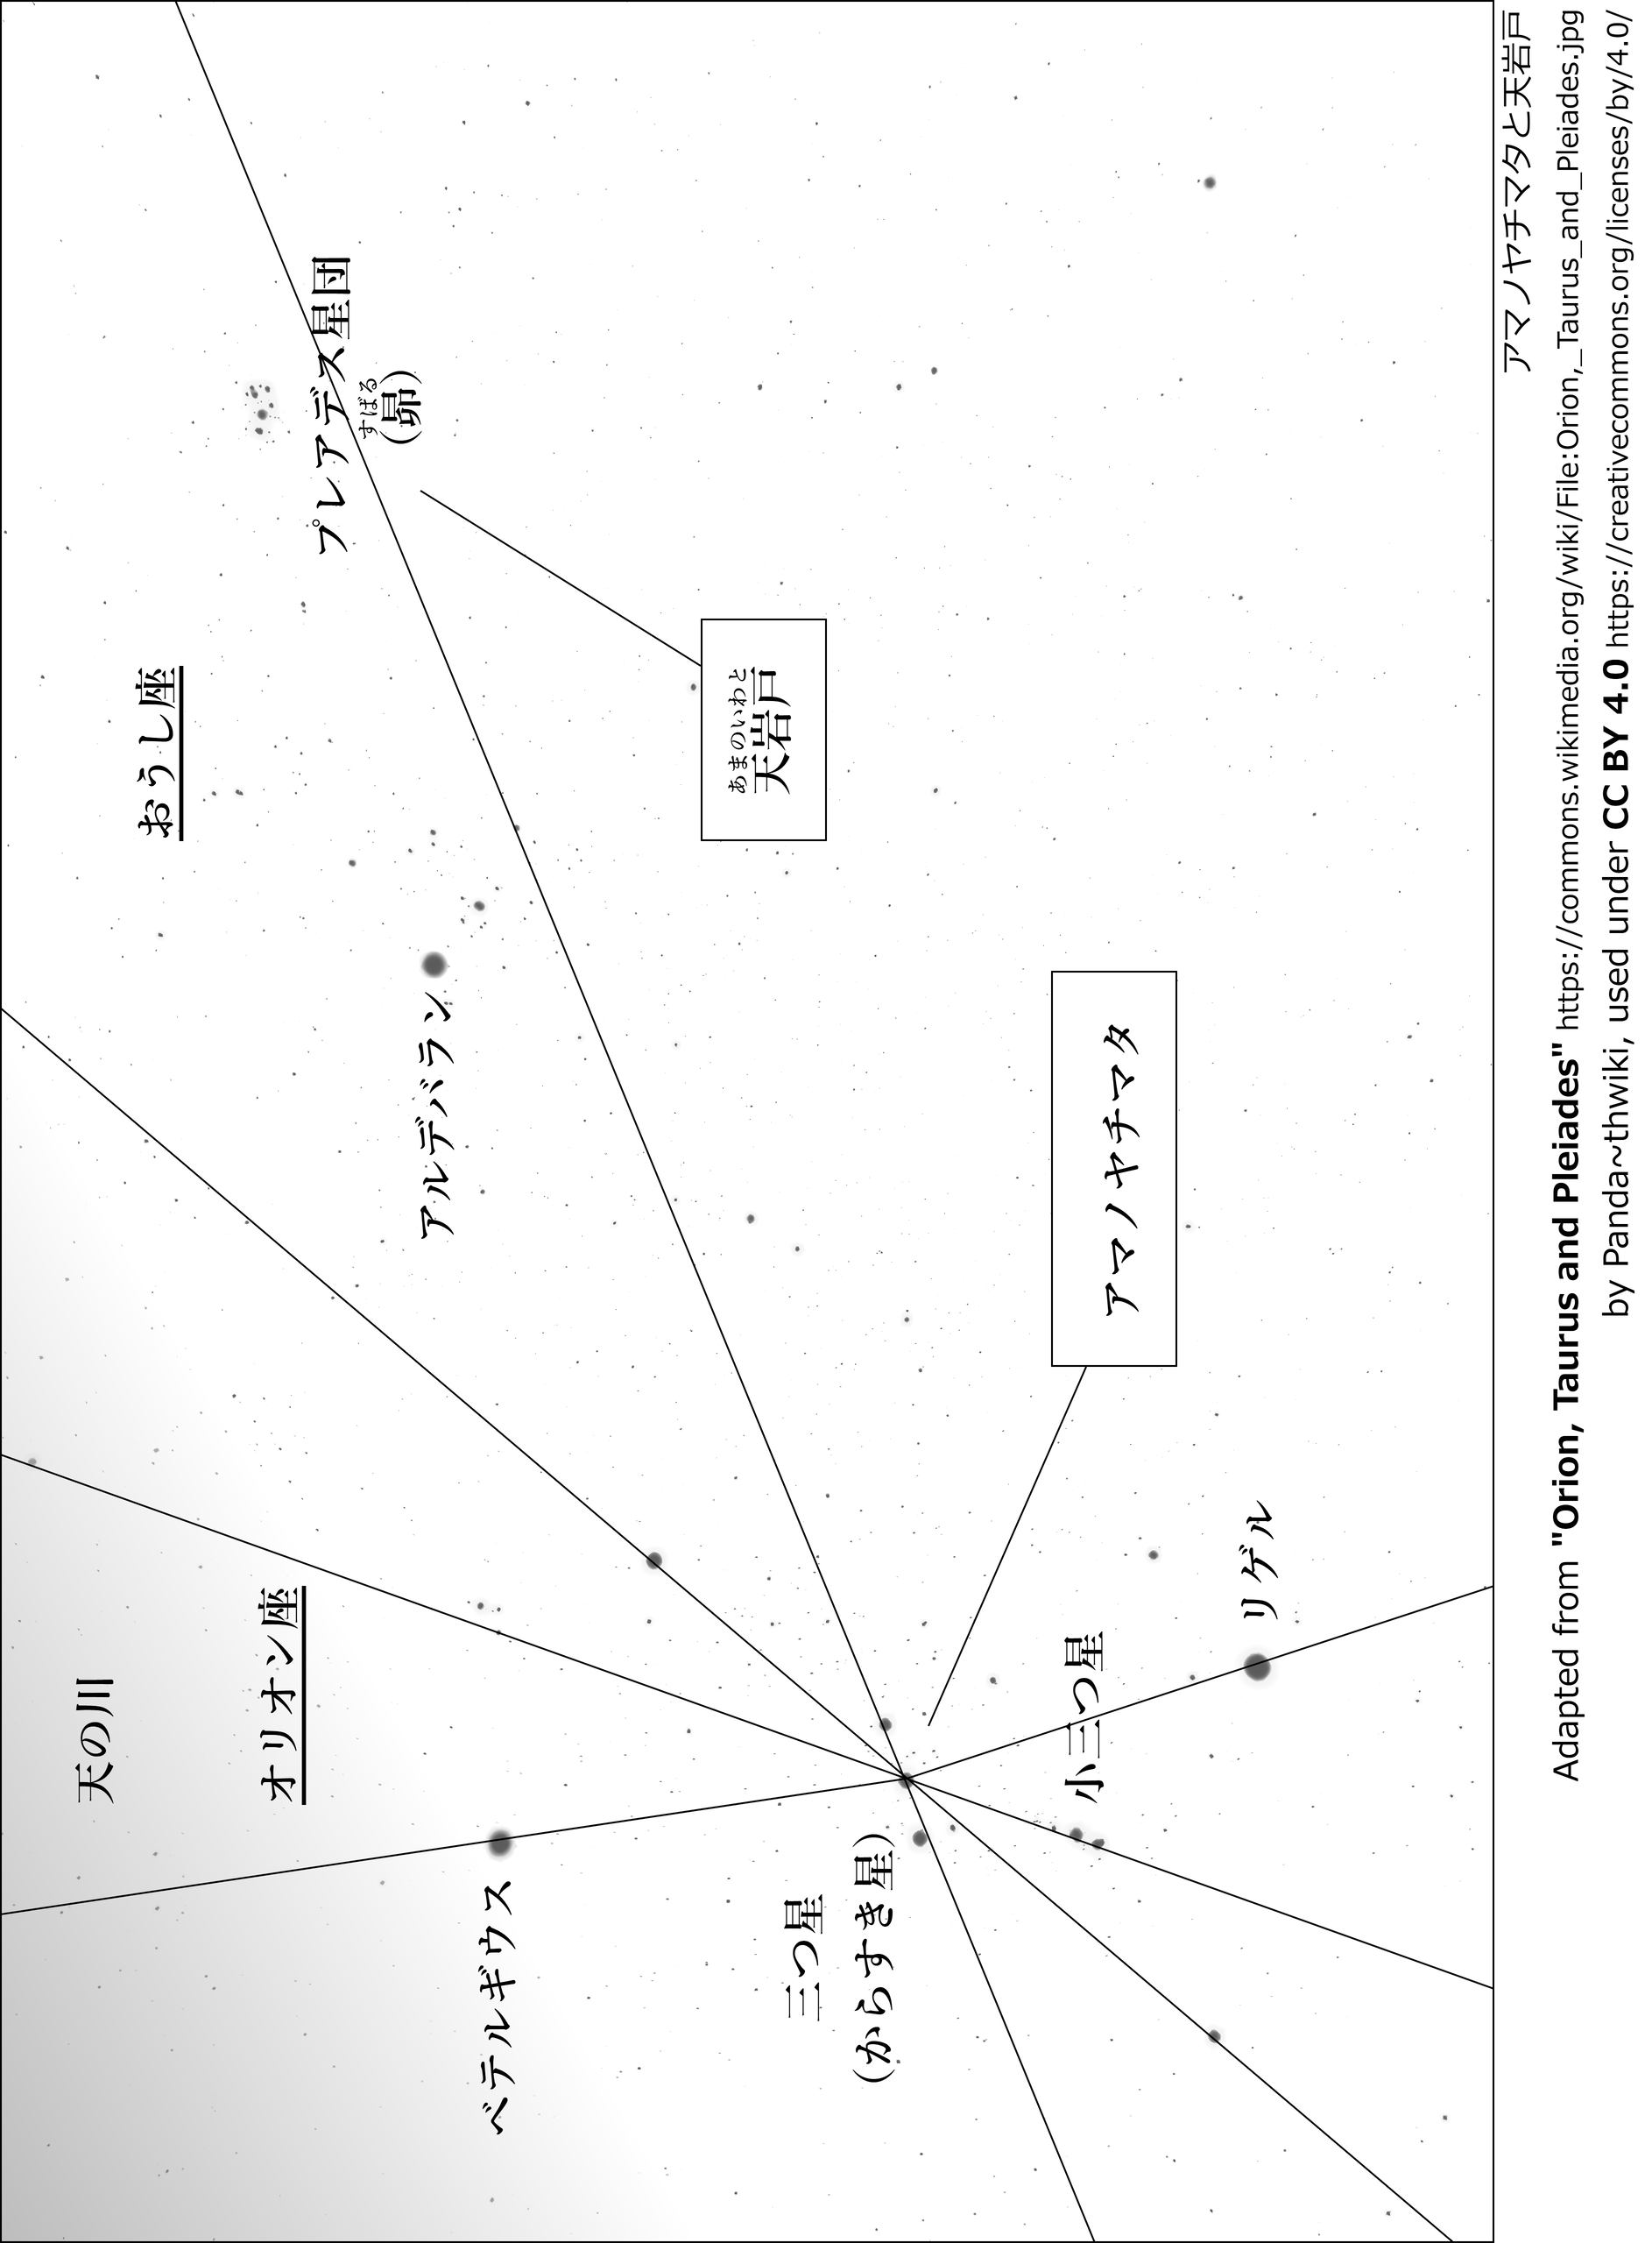 アマノヤチマタと天岩戸
プレアデス星団
すばる
(昴)
おうし座
あまのいわと
天岩戸
アルデバラン
アマノヤチマタ
天の川
オリオン座
ベテルギウス
三つ星
(からすき星)
小三つ星
リゲル
Adapted from "Orion, Taurus and Pleiades" https://commons.wikimedia.org/wiki/File:Orion,_Taurus_and_Pleiades.jpg
by Panda~thwiki, used under CC BY 4.0 https://creativecommons.org/licenses/by/4.0/